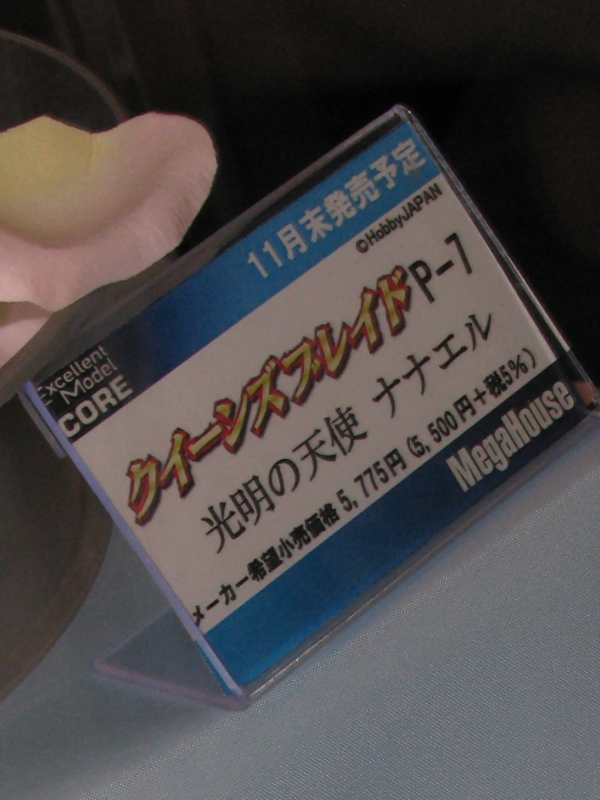 11月末発売予定
©HobbyJAPAN
Excellent
Model
CORE
クイーンズブレイドP-7
光明の天使 ナナエル
メーカー希望小売価格 5,775円(5,500円+税5%)
MegaHouse